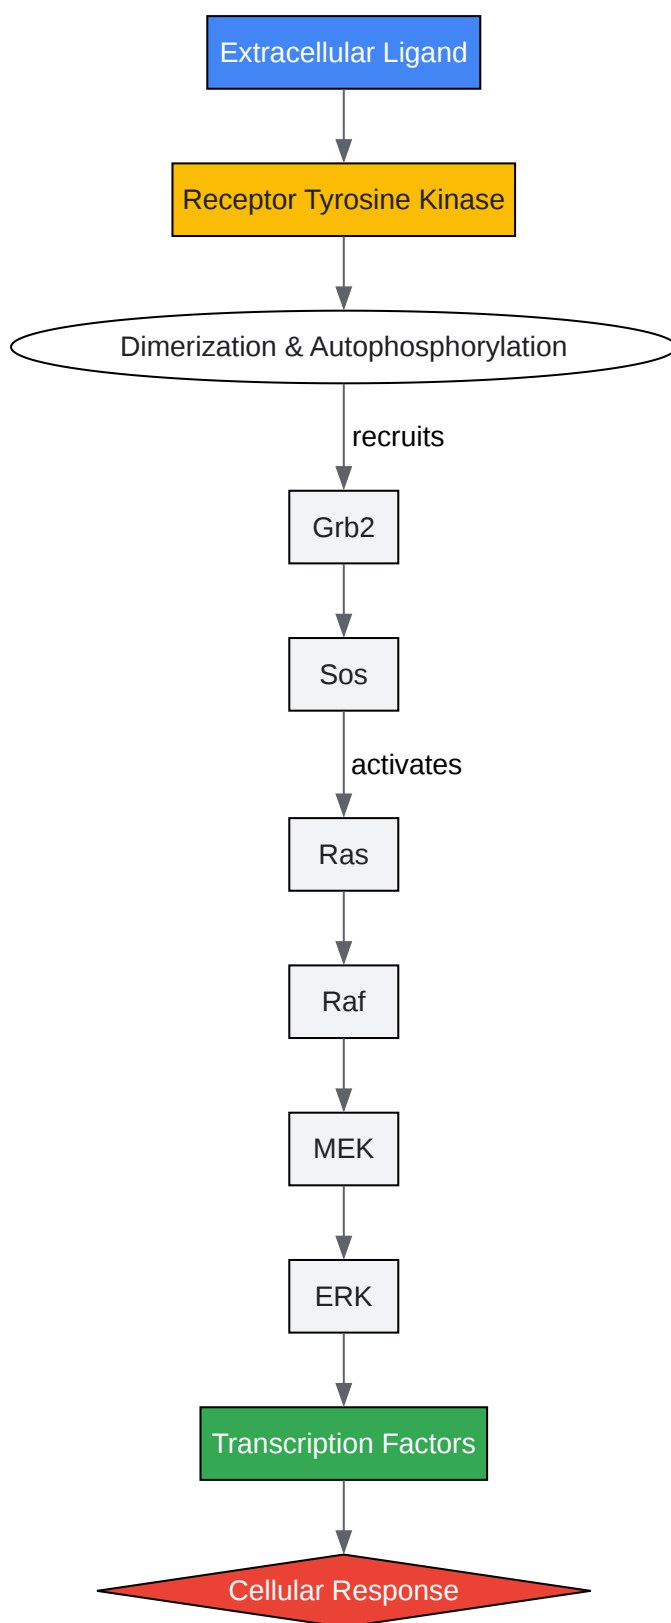 Extracellular Ligand
Receptor Tyrosine Kinase
Dimerization & Autophosphorylation
recruits
Grb2
Sos
activates
Ras
Raf
MEK
ERK
Transcription Factors
Cellular Response